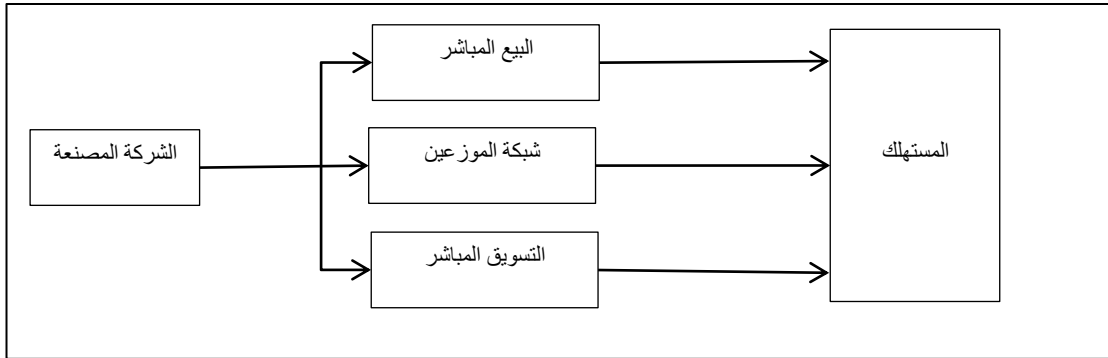 البيع المباشر
الشركة المصنعة
شبكة الموزعين
المستهلك
التسويق المباشر